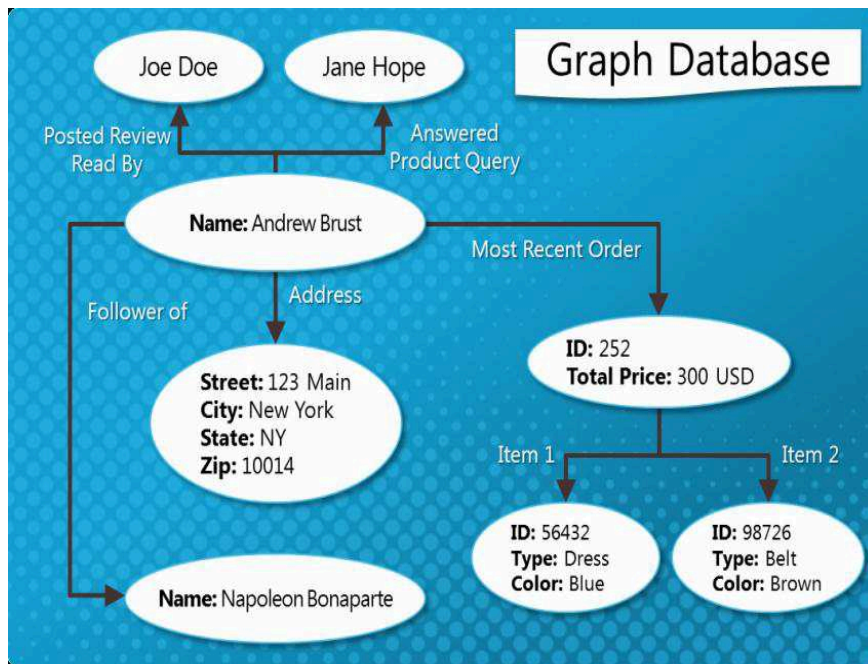 Graph Database
Joe Doe
Jane Hope
Posted Review
Read By
Answered
Product Query
Name: Andrew Brust
Most Recent Order
Follower of
Address
Street: 123 Main
City: New York
State: NY
Zip: 10014
ID: 252
Total Price: 300 USD
Item 1
Item 2
ID: 56432
Type: Dress
Color: Blue
ID: 98726
Type: Belt
Color: Brown
Name: Napoleon Bonaparte